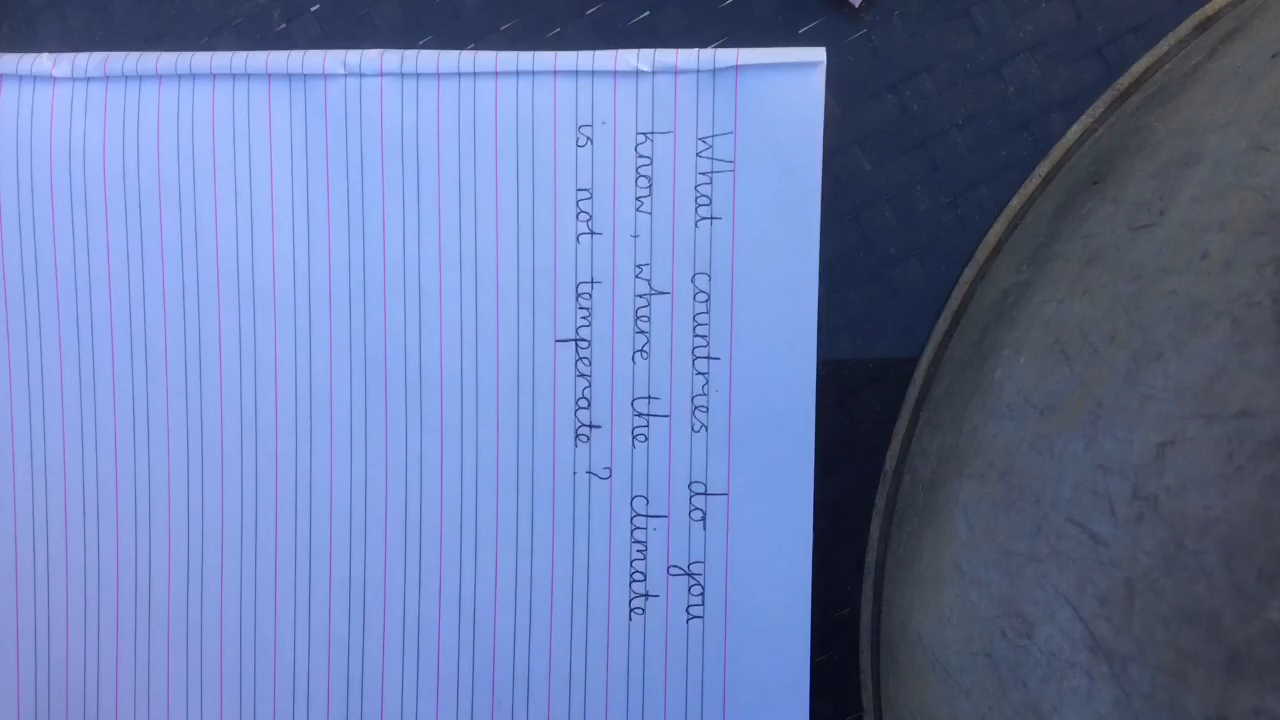 What countries do you
know, where the climate
is not temperate?